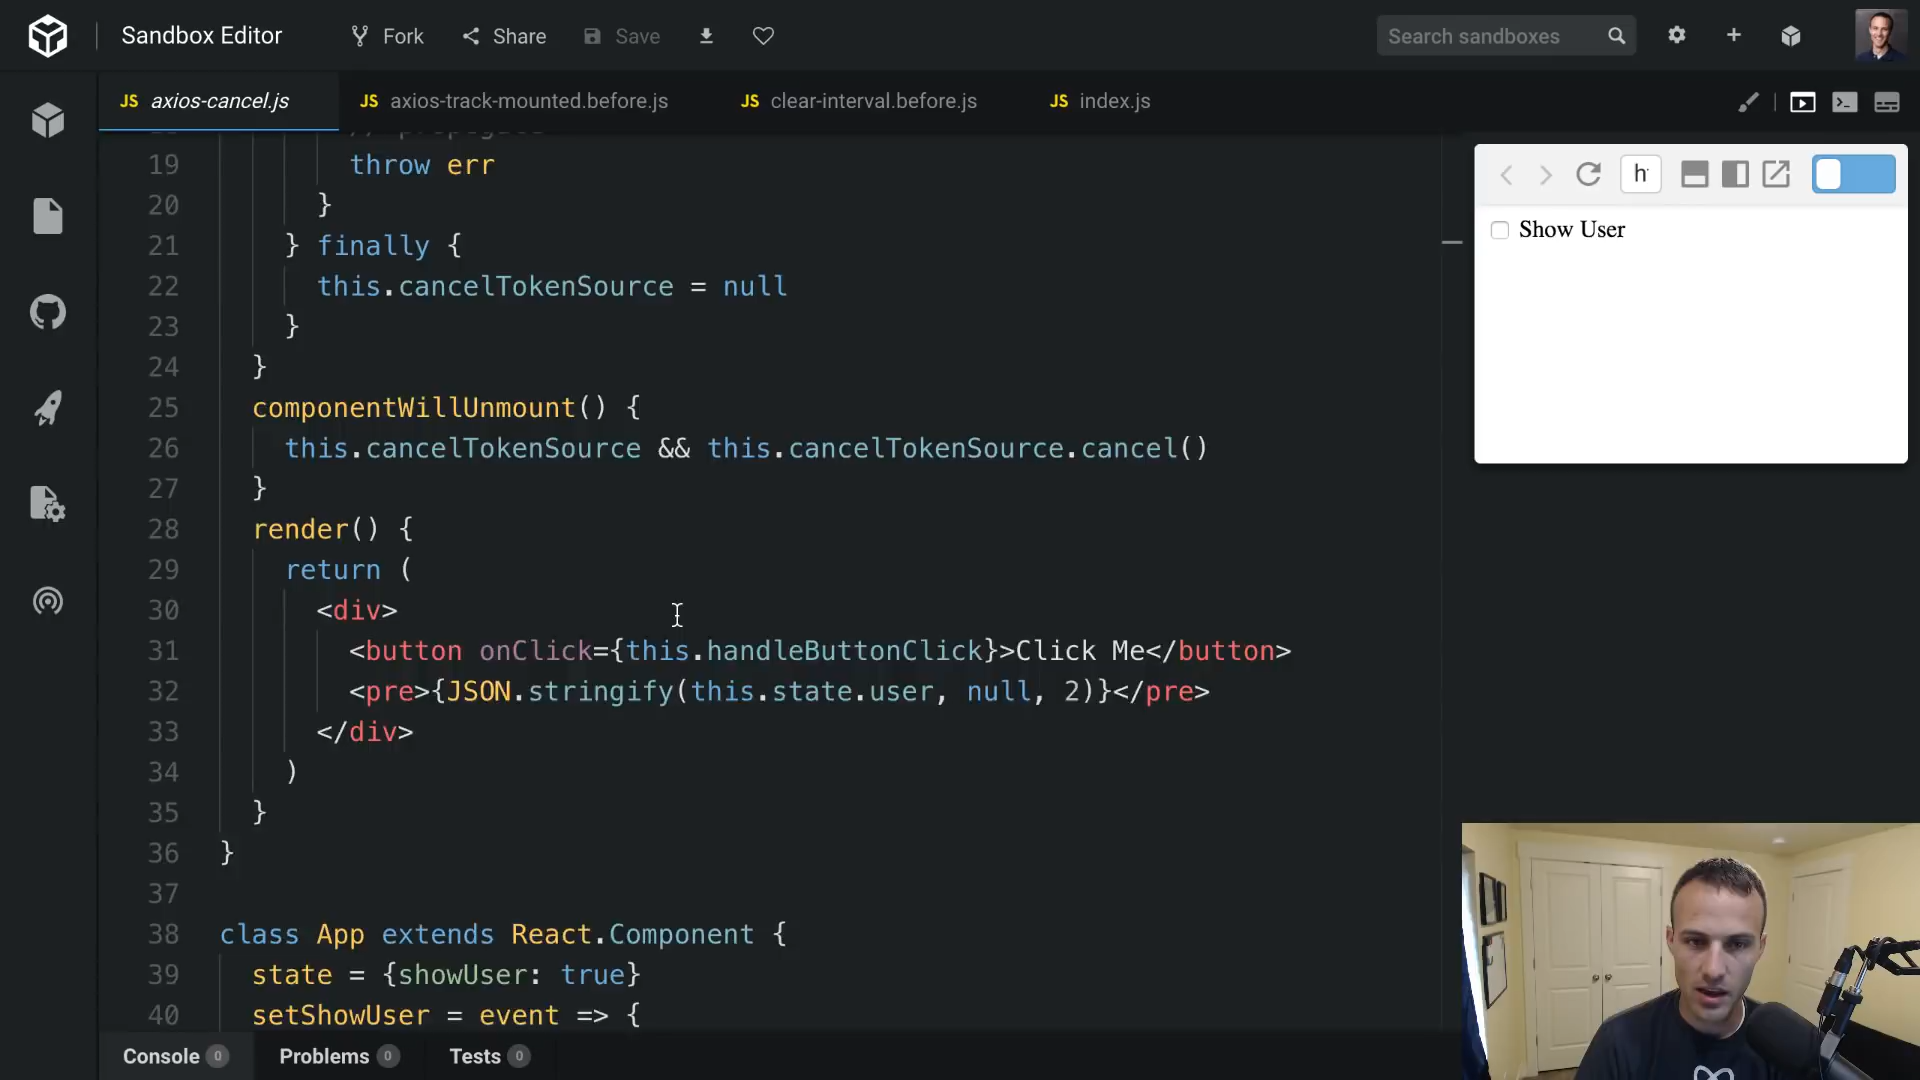 Sandbox Editor
Fork
Share
Save
Search sandboxes
JS axios-cancel.js
JS axios-track-mounted.before.js
JS clear-interval.before.js
JS index.js
19 throw err
20 }
21 } finally {
22 this.cancelTokenSource = null
23 }
24 }
25 componentWillUnmount() {
26 this.cancelTokenSource && this.cancelTokenSource.cancel()
27 }
28 render() {
29 return (
30 <div>
31 <button onClick={this.handleButtonClick}>Click Me</button>
32 <pre>{JSON.stringify(this.state.user, null, 2)}</pre>
33 </div>
34 )
35 }
36 }
37
38 class App extends React.Component {
39 state = {showUser: true}
40 setShowUser = event => {
Console 0
Problems 0
Tests 0
Show User